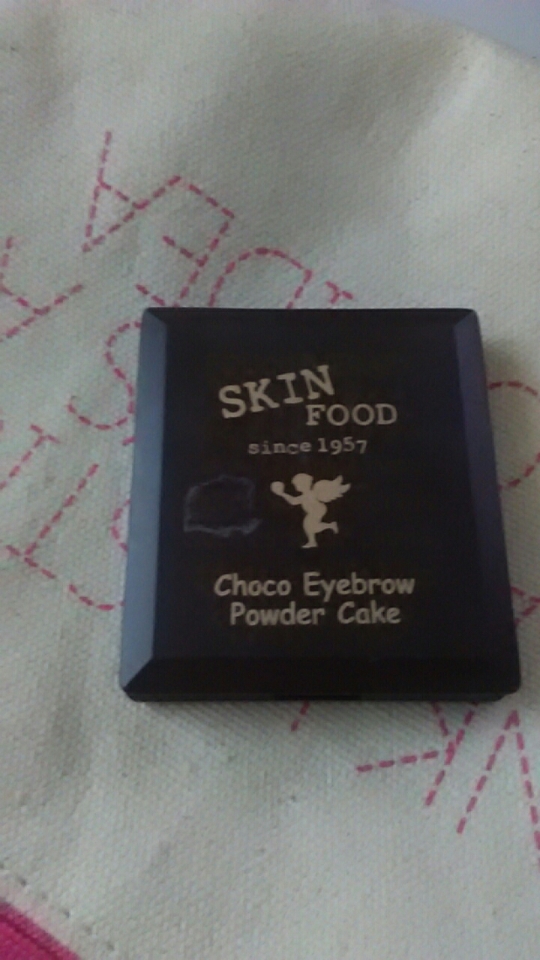 SKIN
FOOD
since 1957
Choco Eyebrow
Powder Cake